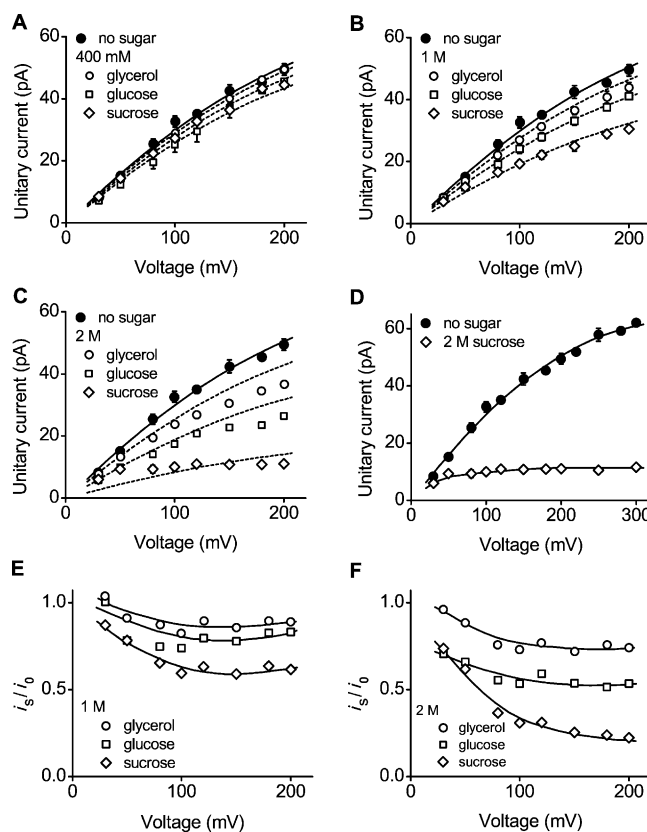 A
no sugar
400 mM
glycerol
glucose
sucrose
Unitary current (pA)
60
40
20
0
0
100
200
Voltage (mV)
B
no sugar
1 M
glycerol
glucose
sucrose
Unitary current (pA)
60
40
20
0
0
100
200
Voltage (mV)
C
no sugar
2 M
glycerol
glucose
sucrose
Unitary current (pA)
60
40
20
0
0
100
200
Voltage (mV)
D
no sugar
2 M sucrose
Unitary current (pA)
60
40
20
0
0
100
200
300
Voltage (mV)
E
is/i0
1.0
0.5
0.0
1 M
glycerol
glucose
sucrose
0
100
200
Voltage (mV)
F
is/i0
1.0
0.5
0.0
2 M
glycerol
glucose
sucrose
0
100
200
Voltage (mV)